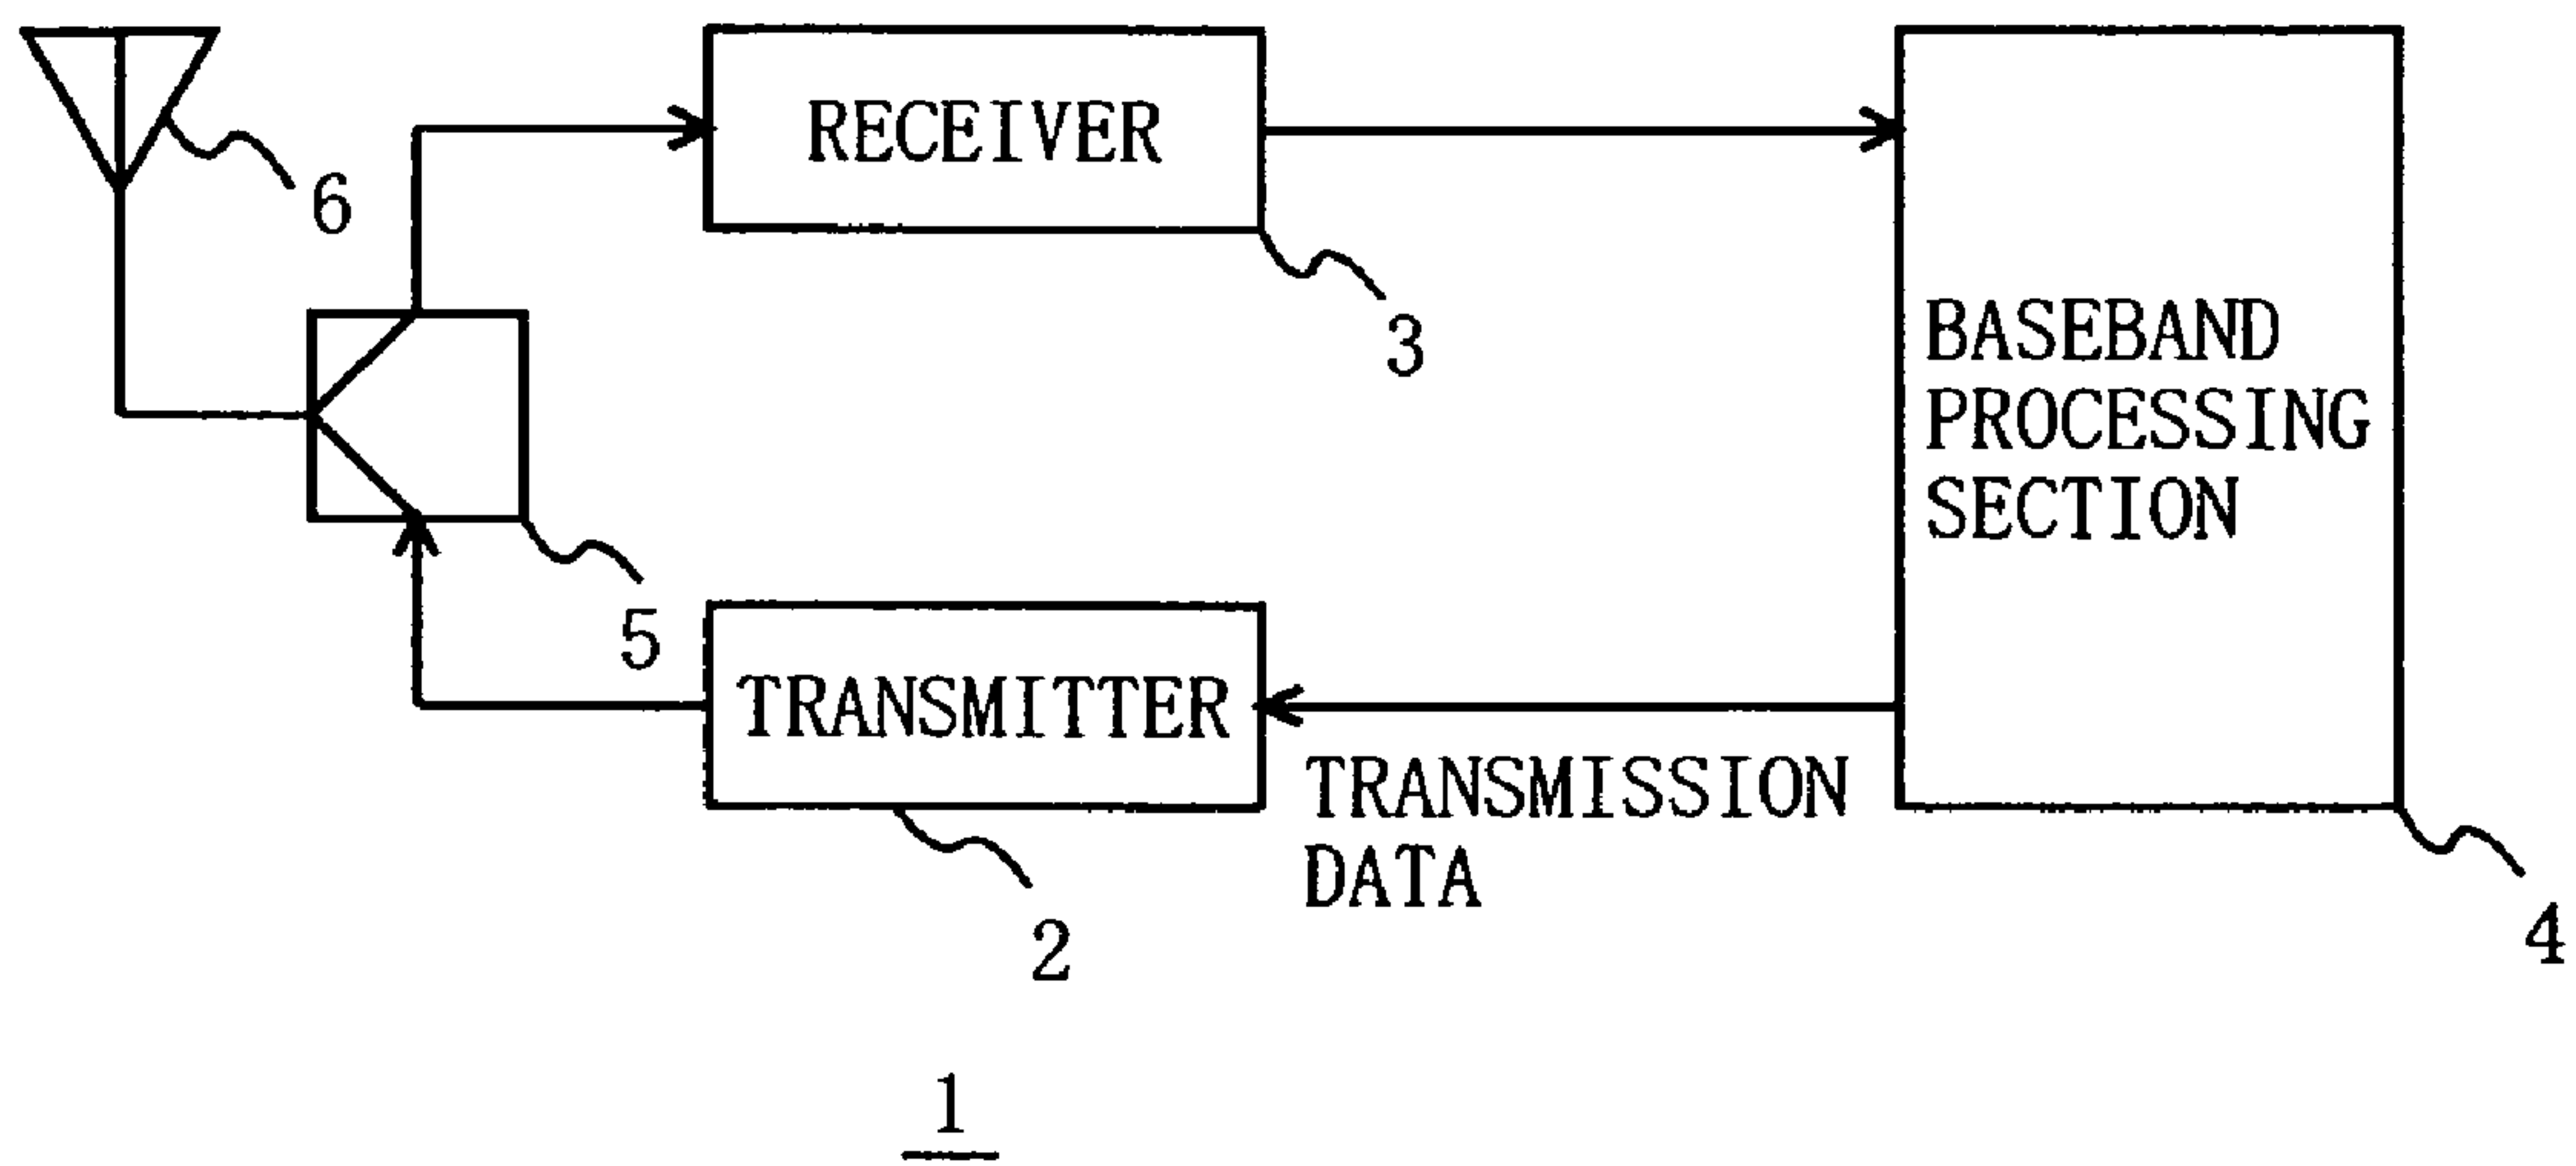 RECEIVER
6
3
BASEBAND
PROCESSING
SECTION
5
TRANSMITTER
TRANSMISSION
DATA
2
4
1